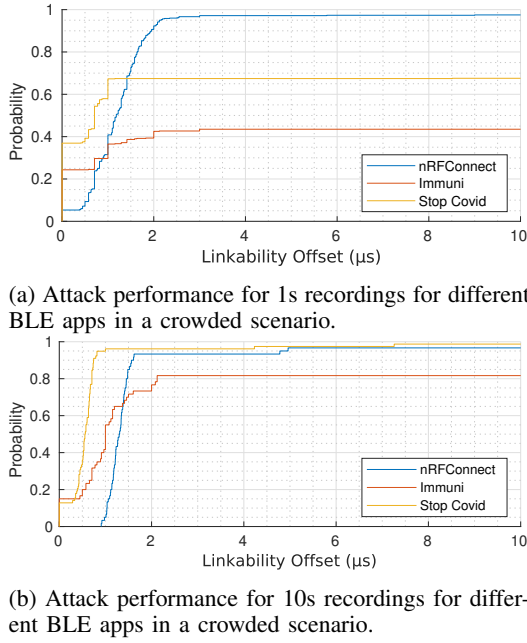 1
0.8
0.6
0.4
0.2
0
Probability
nRFConnect
Immuni
Stop Covid
0 2 4 6 8 10
Linkability Offset (µs)
(a) Attack performance for 1s recordings for different
BLE apps in a crowded scenario.
1
0.8
0.6
0.4
0.2
0
Probability
nRFConnect
Immuni
Stop Covid
0 2 4 6 8 10
Linkability Offset (µs)
(b) Attack performance for 10s recordings for differ-
ent BLE apps in a crowded scenario.